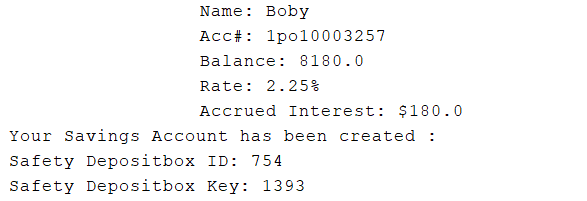 Name: Boby
Acc#: 1po10003257
Balance: 8180.0
Rate: 2.25%
Accrued Interest: $180.0
Your Savings Account has been created :
Safety Depositbox ID: 754
Safety Depositbox Key: 1393